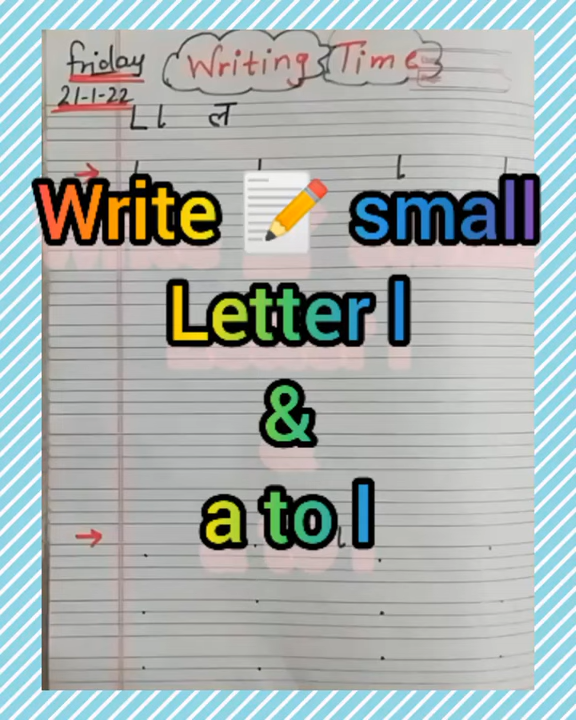 friday
Writing Time
21-1-22
L l ल
l l l l
Write 📝 small
Letter l
&
a to l